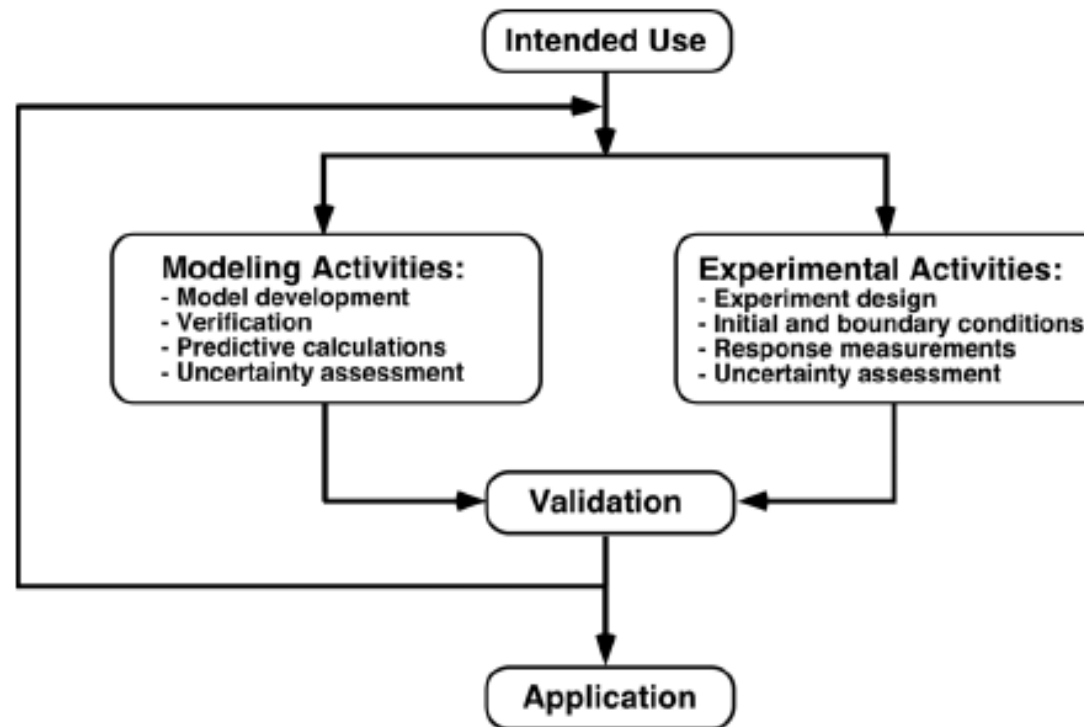 Intended Use
Modeling Activities:
- Model development
- Verification
- Predictive calculations
- Uncertainty assessment
Experimental Activities:
- Experiment design
- Initial and boundary conditions
- Response measurements
- Uncertainty assessment
Validation
Application